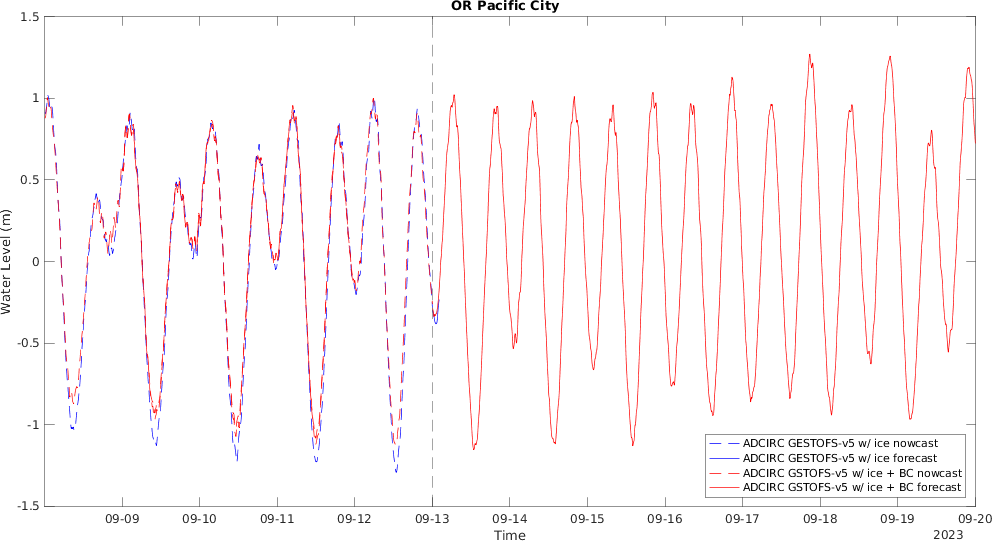 OR Pacific City
1.5
1
0.5
0
-0.5
-1
-1.5
Water Level (m)
09-09 09-10 09-11 09-12 09-13 09-14 09-15 09-16 09-17 09-18 09-19 09-20
Time
2023
ADCIRC GESTOFS-v5 w/ ice nowcast
ADCIRC GESTOFS-v5 w/ ice forecast
ADCIRC GSTOFS-v5 w/ ice + BC nowcast
ADCIRC GSTOFS-v5 w/ ice + BC forecast